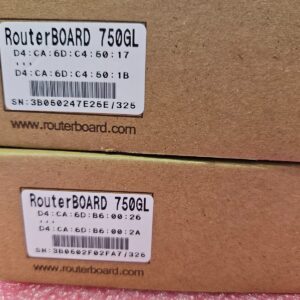 RouterBOARD 750GL
D4:CA:6D:C4:60:17
...
D4:CA:6D:C4:60:1B
SN:3B050247E25E/325
www.routerboard.com
RouterBOARD 750GL
D4:CA:6D:B6:00:26
...
D4:CA:6D:B6:00:2A
SN:3B0502F02FA7/325
www.routerboard.com